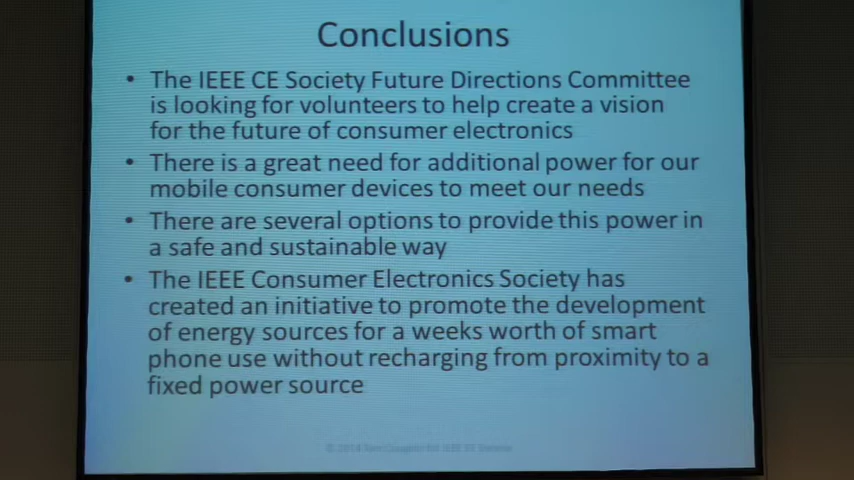 Conclusions
• The IEEE CE Society Future Directions Committee
is looking for volunteers to help create a vision
for the future of consumer electronics
• There is a great need for additional power for our
mobile consumer devices to meet our needs
• There are several options to provide this power in
a safe and sustainable way
• The IEEE Consumer Electronics Society has
created an initiative to promote the development
of energy sources for a weeks worth of smart
phone use without recharging from proximity to a
fixed power source
© 2014 Tom IEEE CE